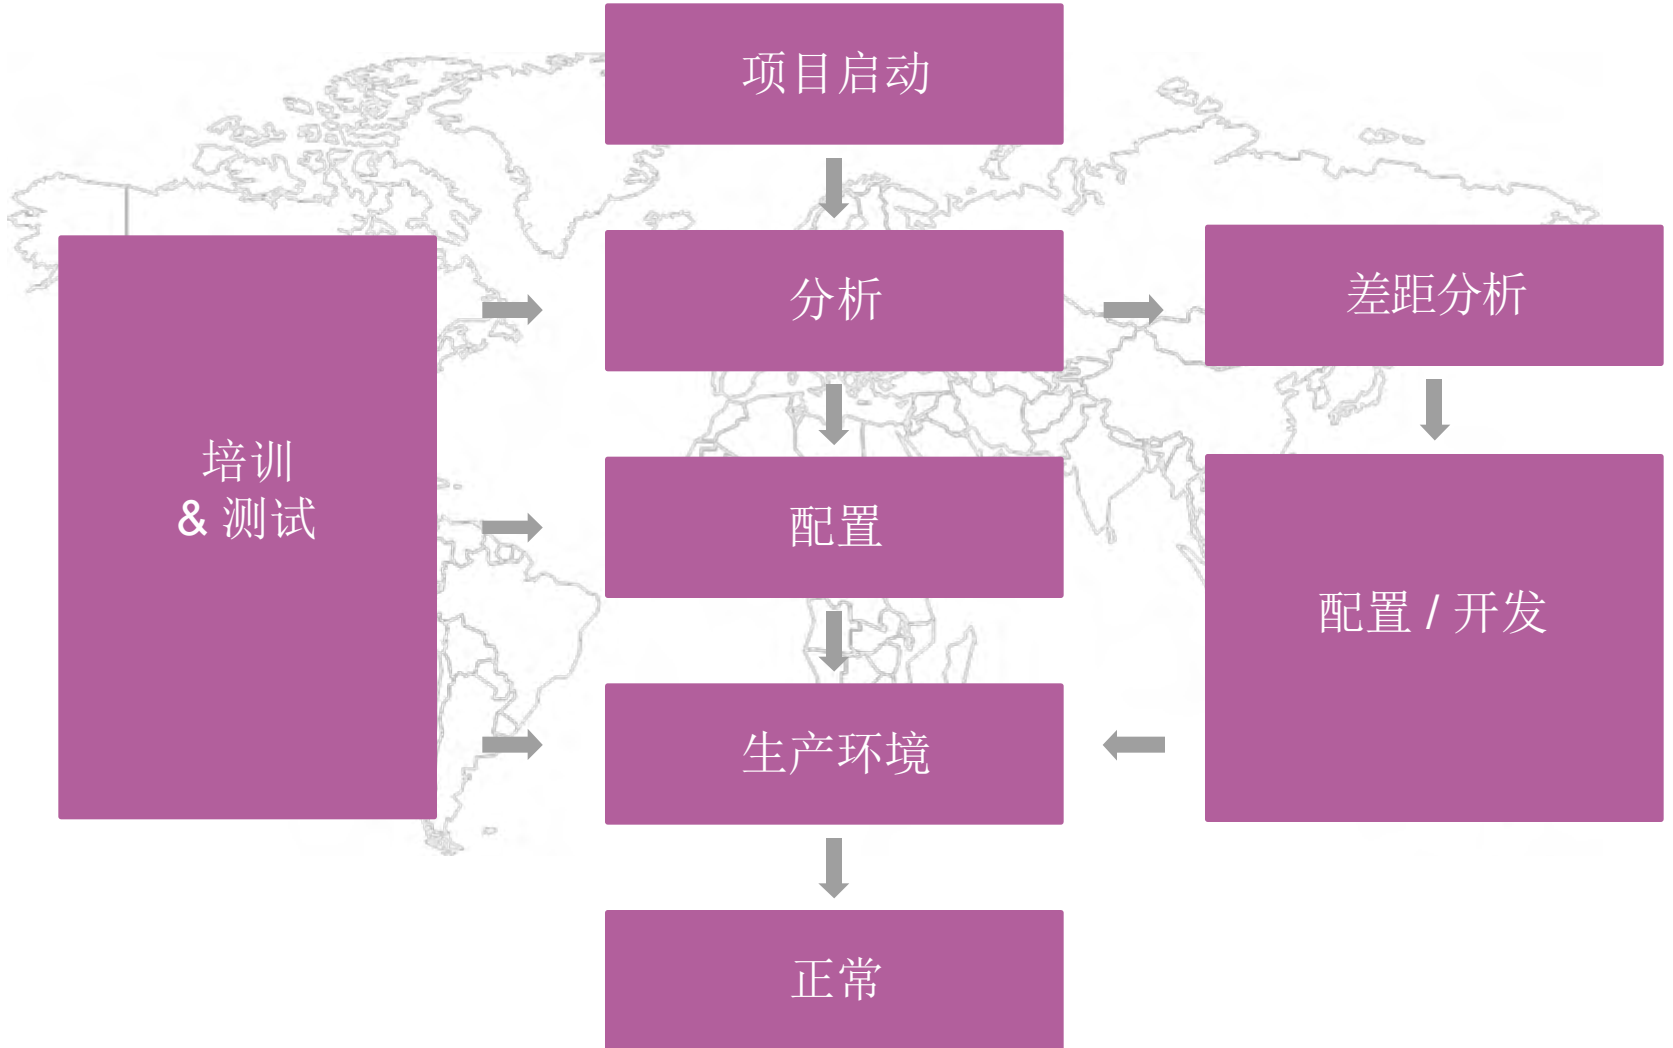 项目启动
分析
差距分析
培训
& 测试
配置
配置 / 开发
生产环境
正常